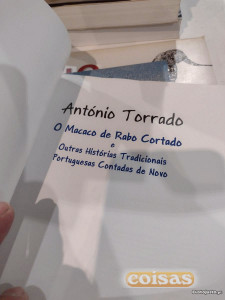 António Torrado
O Macaco de Rabo Cortado
e
Outras Histórias Tradicionais
Portuguesas Contadas de Novo
coisas